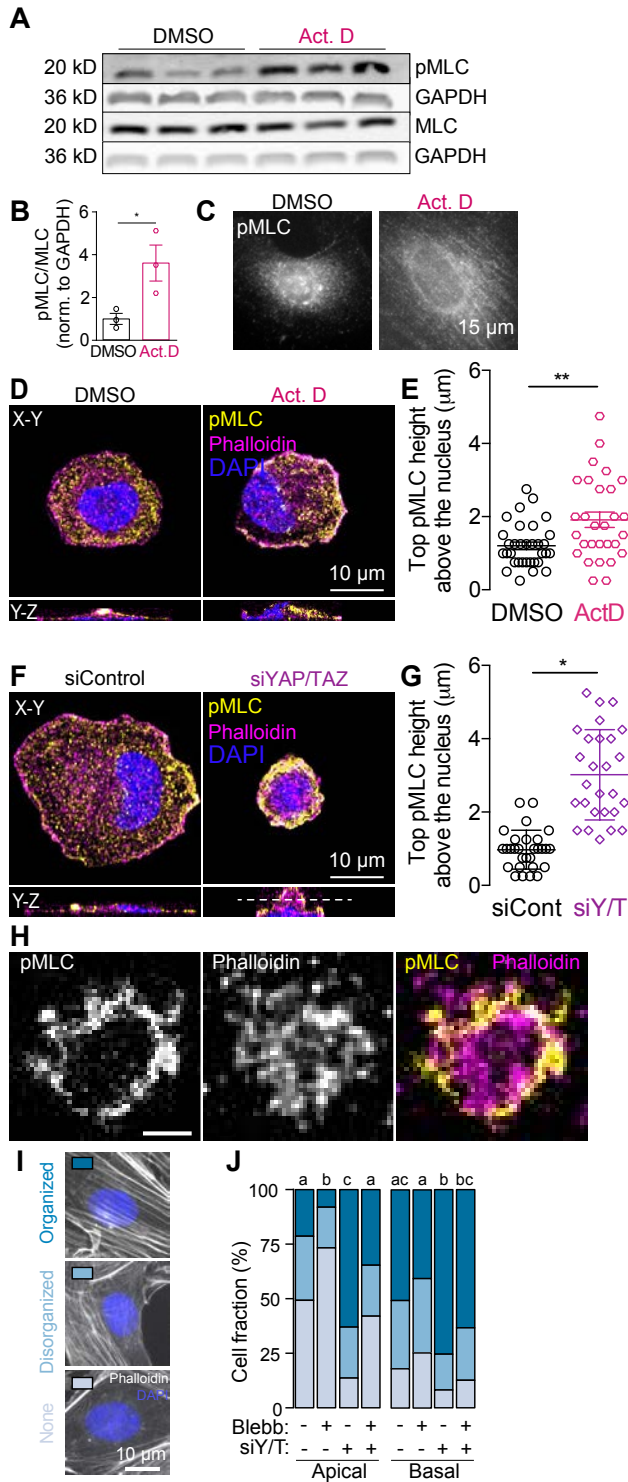 A
DMSO Act. D
20 kD pMLC
36 kD GAPDH
20 kD MLC
36 kD GAPDH
B
pMLC/MLC
(norm. to GAPDH)
6
4
2
0
*
DMSO Act.D
C
DMSO Act. D
pMLC
15 μm
D
DMSO Act. D
X-Y
pMLC
Phalloidin
DAPI
10 μm
Y-Z
E
Top pMLC height
above the nucleus (μm)
6
4
2
0
**
DMSO ActD
F
siControl siYAP/TAZ
X-Y
pMLC
Phalloidin
DAPI
10 μm
Y-Z
G
Top pMLC height
above the nucleus (μm)
6
4
2
0
*
siCont siY/T
H
pMLC Phalloidin pMLC Phalloidin
I
Organized
Disorganized
None
Phalloidin
DAPI
10 μm
J
a b c a ac a b bc
Cell fraction (%)
100
75
50
25
0
Blebb: - + - + - + - +
siY/T: - - + + - - + +
Apical Basal